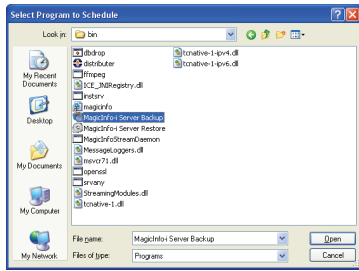 Select Program to Schedule
Look in: bin
My Recent Documents
Desktop
My Documents
My Computer
My Network
dbdrop
distributer
ffmpeg
ICE_JNIRegistry.dll
instsrv
magicinfo
MagicInfo-i Server Backup
MagicInfo-i Server Restore
MagicInfoStreamDaemon
MessageLoggers.dll
msvcr71.dll
openssl
srvany
StreamingModules.dll
tcnative-1.dll
tcnative-1-ipv4.dll
tcnative-1-ipv6.dll
File name: MagicInfo-i Server Backup Open
Files of type: Programs Cancel